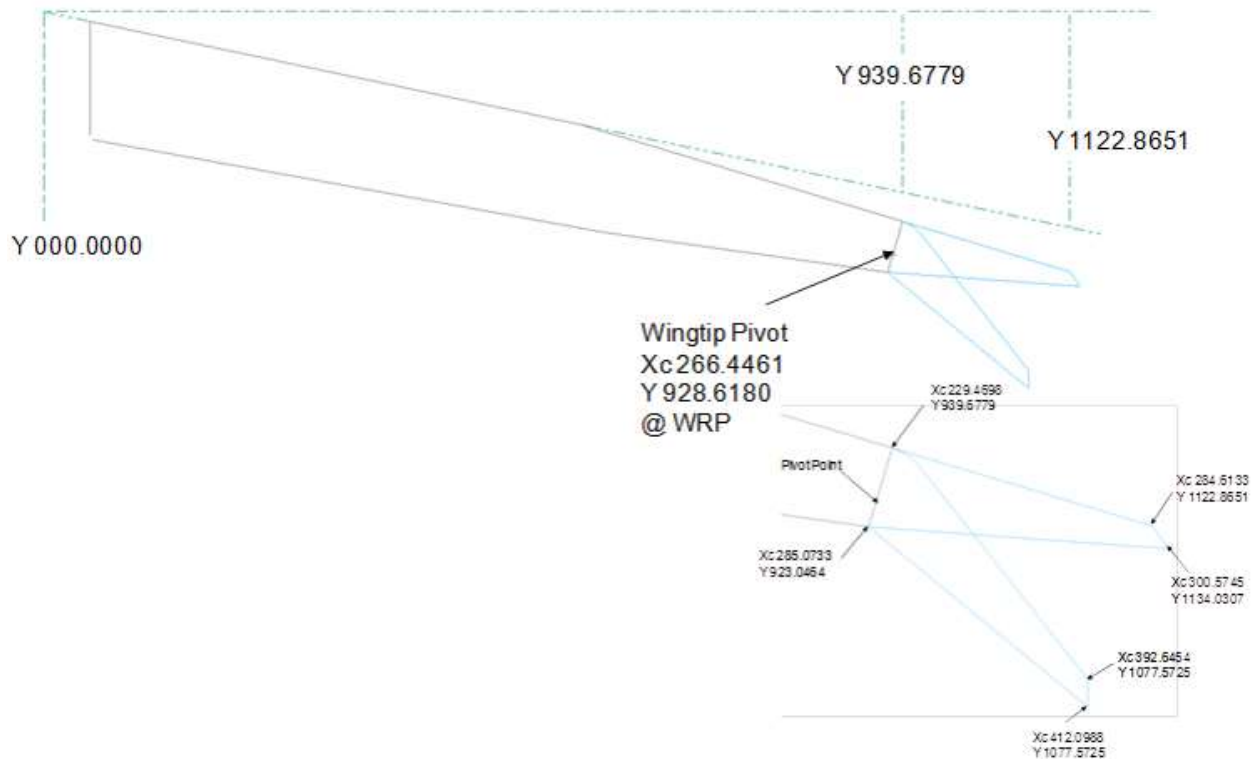 Y 939.6779
Y 1122.8651
Y 000.0000
Wingtip Pivot
Xc 266.4461
Y 928.6180
@ WRP
Xc 229.4698
Y 939.6779
Pivot Point
Xc 284.6133
Y 1122.8651
Xc 285.0733
Y 923.0464
Xc 300.5745
Y 1134.0307
Xc 392.6454
Y 1077.5725
Xc 412.0988
Y 1077.5725